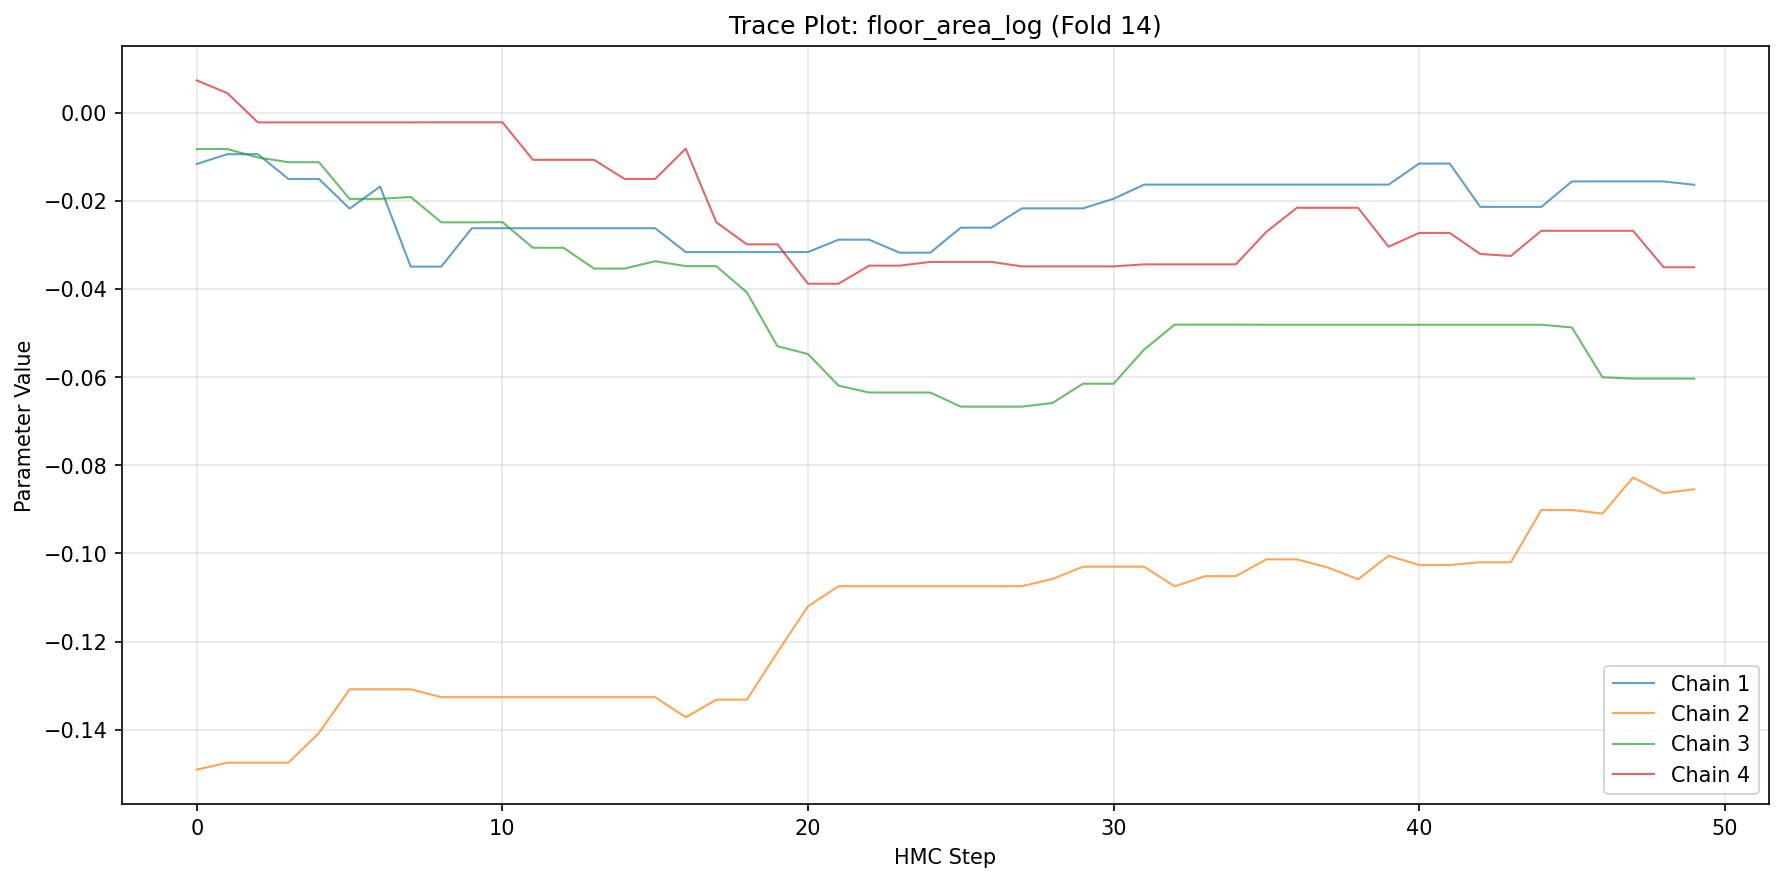 Trace Plot: floor_area_log (Fold 14)
Parameter Value
0.00
−0.02
−0.04
−0.06
−0.08
−0.10
−0.12
−0.14
Chain 1
Chain 2
Chain 3
Chain 4
0 10 20 30 40 50
HMC Step